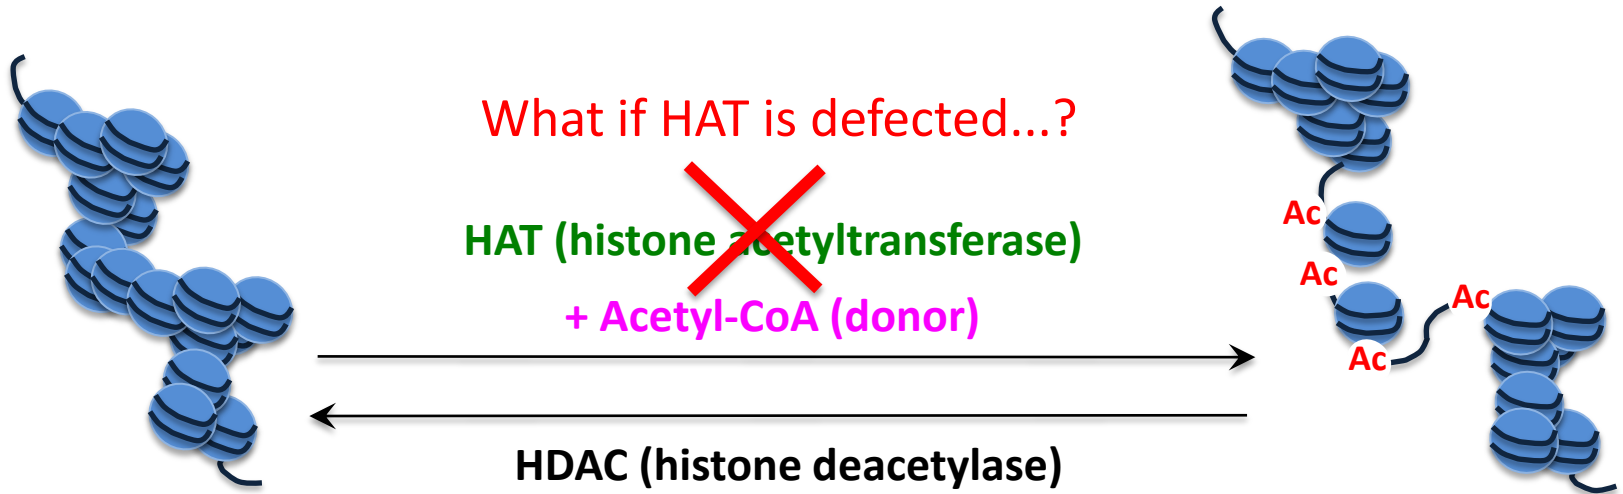 What if HAT is defected...?
HAT (histone acetyltransferase)
+ Acetyl-CoA (donor)
HDAC (histone deacetylase)
Ac
Ac
Ac
Ac